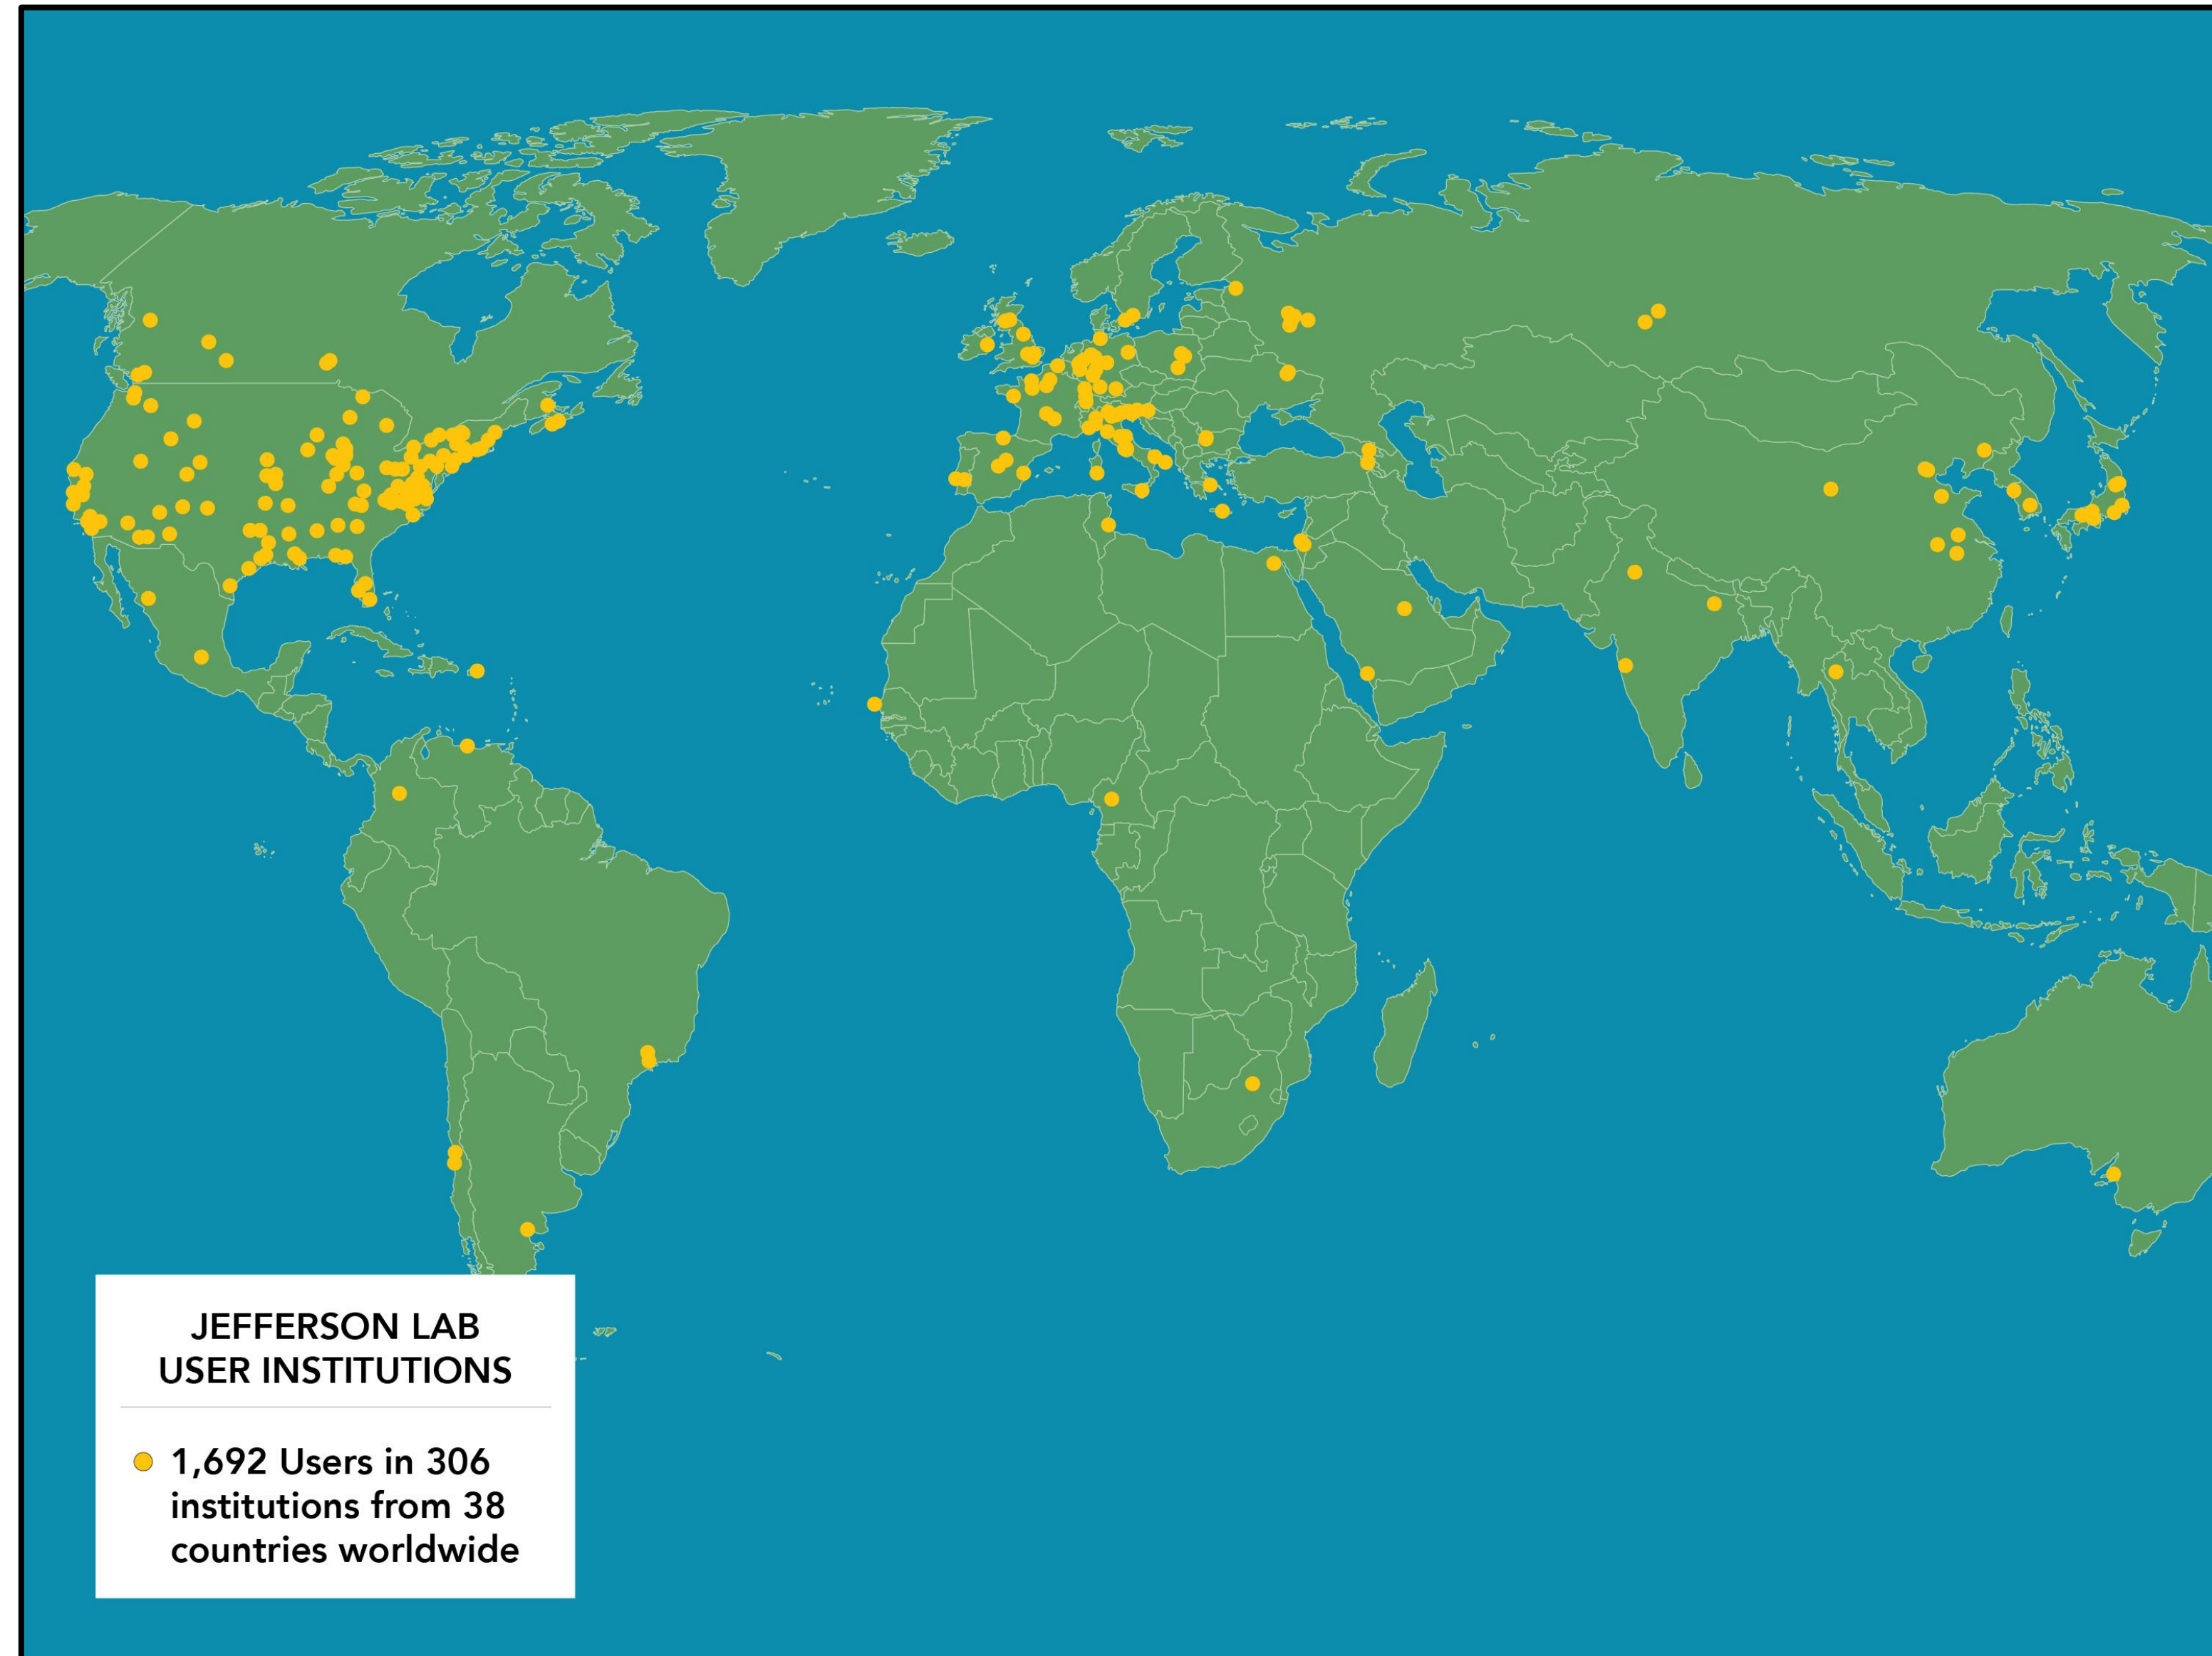 JEFFERSON LAB
USER INSTITUTIONS
1,692 Users in 306
institutions from 38
countries worldwide